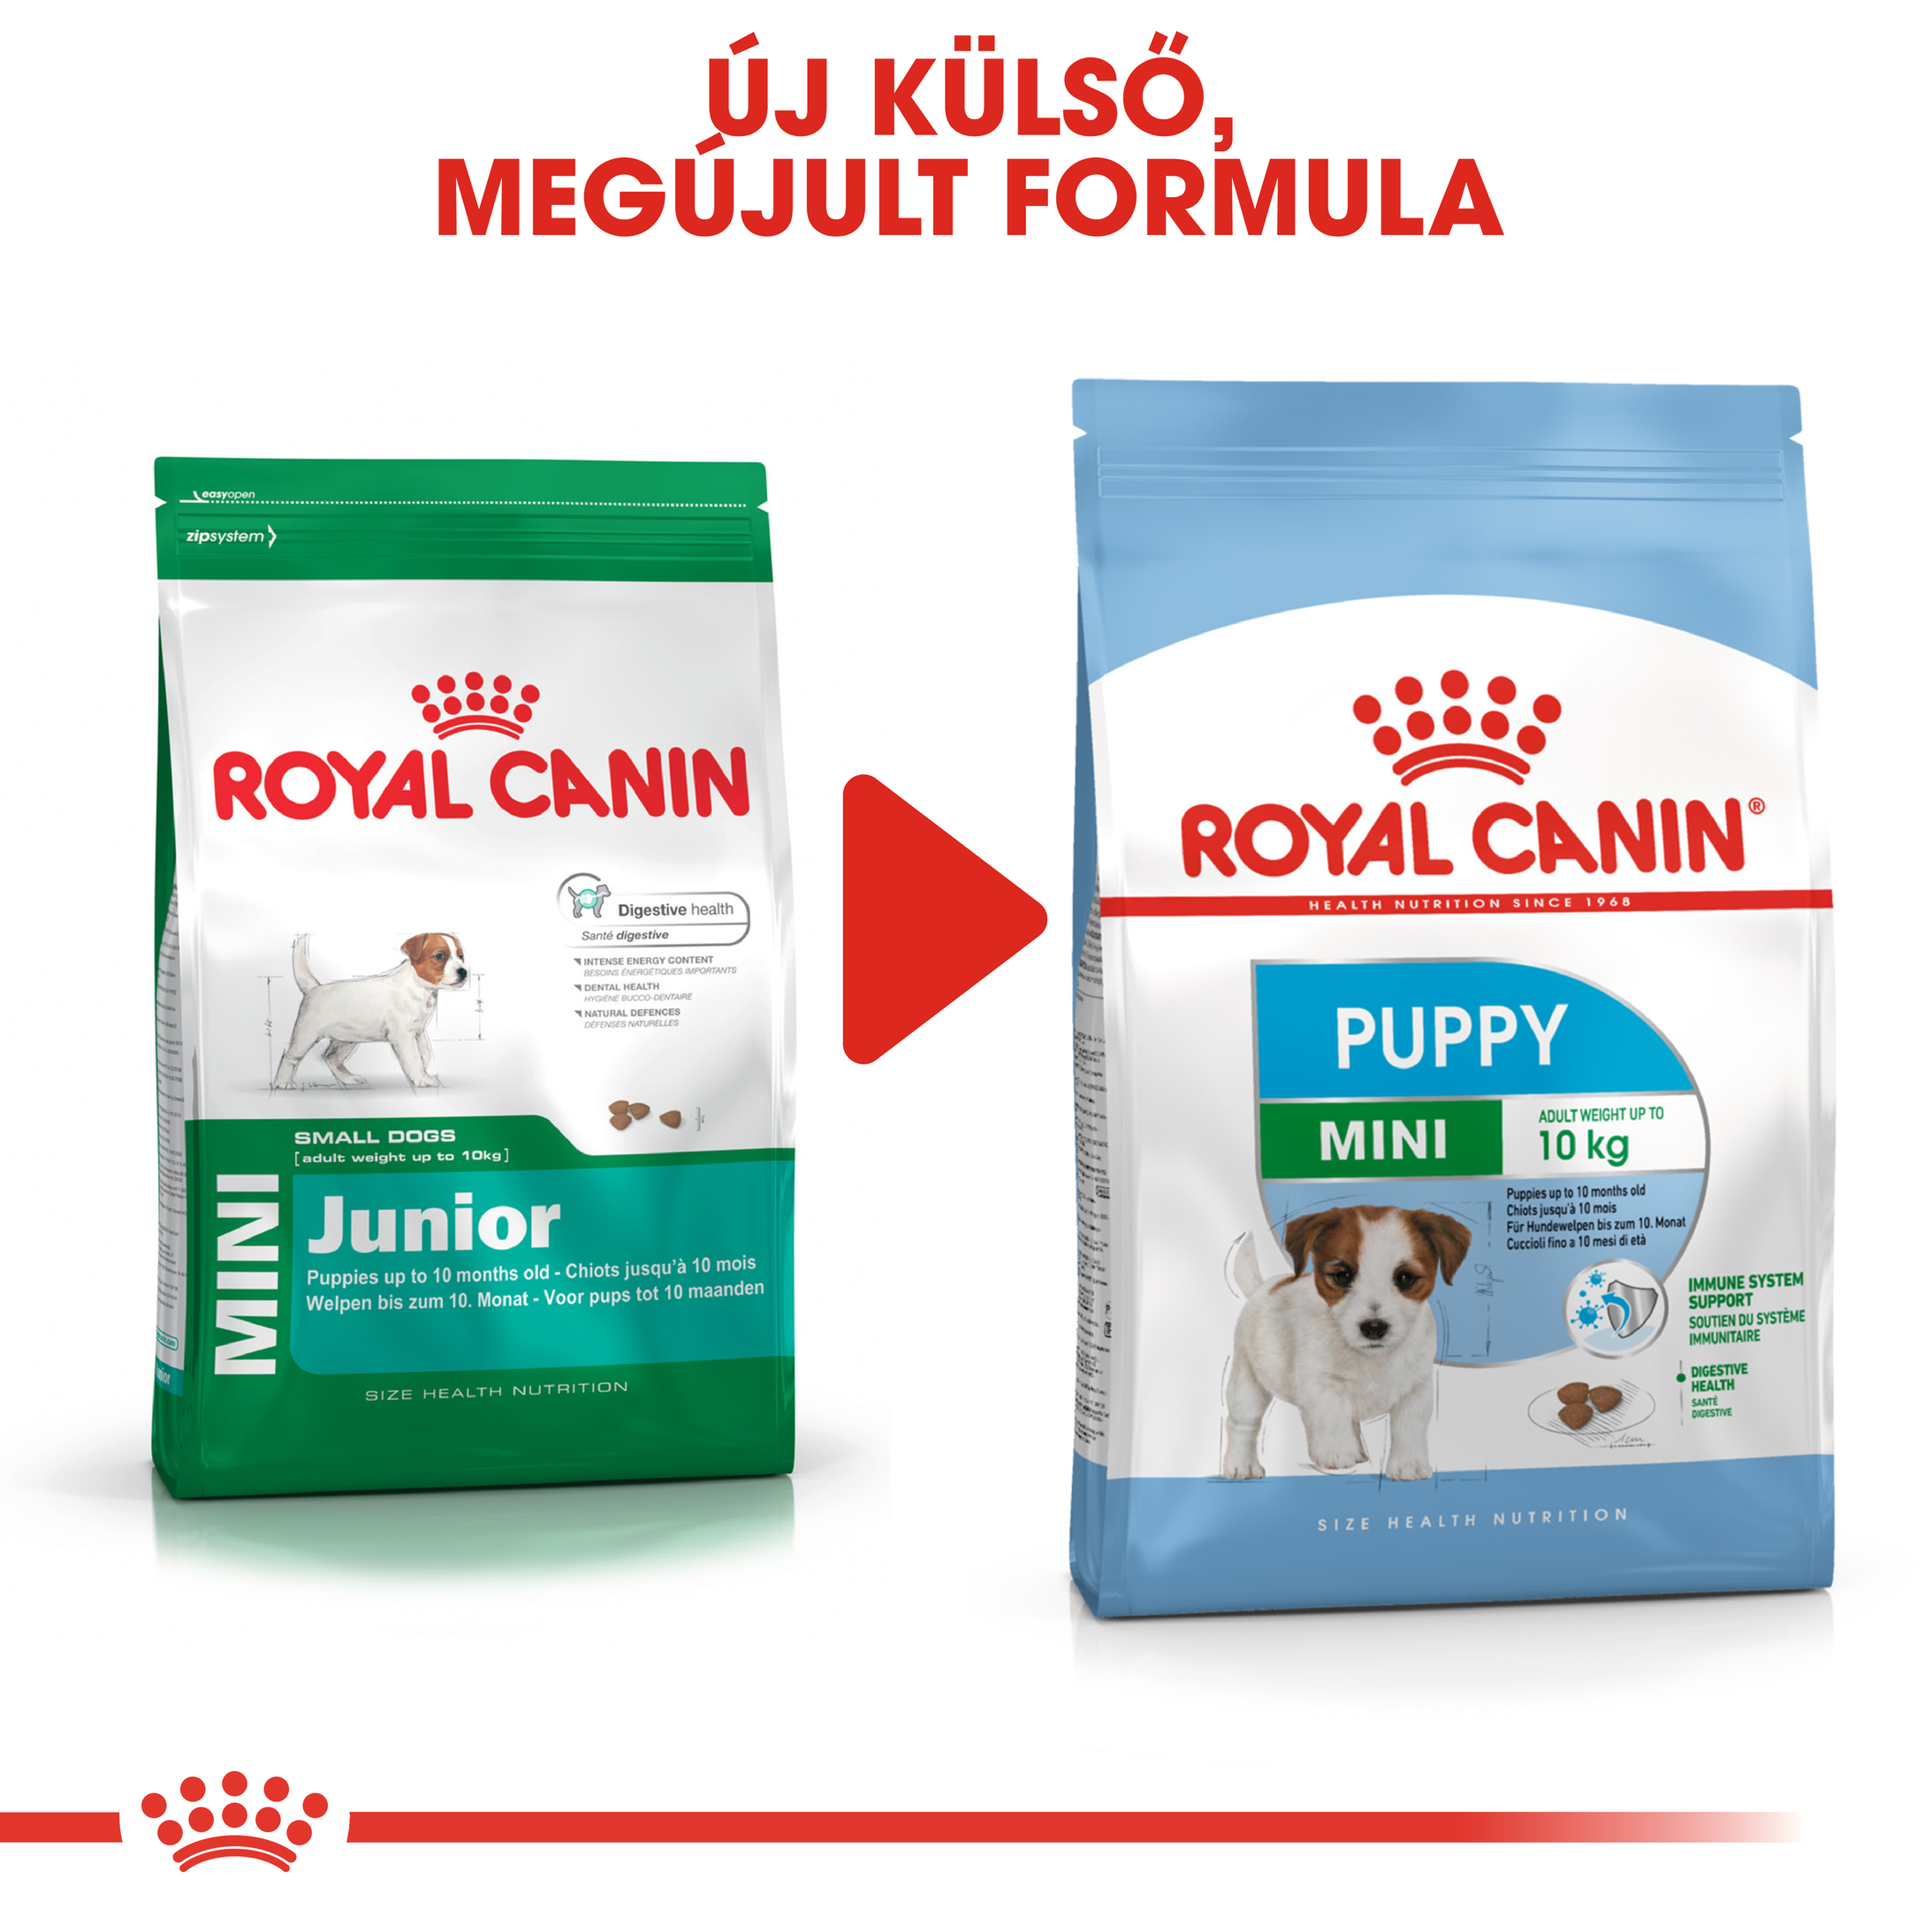 ÚJ KÜLSŐ,
MEGÚJULT FORMULA
easyopen
zipsystem
ROYAL CANIN
Digestive health
Santé digestive
INTENSE ENERGY CONTENT
BESOINS ÉNERGÉTIQUES IMPORTANTS
DENTAL HEALTH
HYGIÈNE BUCCO-DENTAIRE
NATURAL DEFENCES
DÉFENSES NATURELLES
SMALL DOGS
[adult weight up to 10kg]
MINI
Junior
Puppies up to 10 months old - Chiots jusqu'à 10 mois
Welpen bis zum 10. Monat - Voor pups tot 10 maanden
SIZE HEALTH NUTRITION
ROYAL CANIN®
HEALTH NUTRITION SINCE 1968
PUPPY
MINI
ADULT WEIGHT UP TO
10 kg
Puppies up to 10 months old
Chiots jusqu'à 10 mois
Für Hundewelpen bis zum 10. Monat
Cuccioli fino a 10 mesi di età
IMMUNE SYSTEM
SUPPORT
SOUTIEN DU SYSTÈME
IMMUNITAIRE
DIGESTIVE
HEALTH
SANTÉ
DIGESTIVE
1cm
SIZE HEALTH NUTRITION